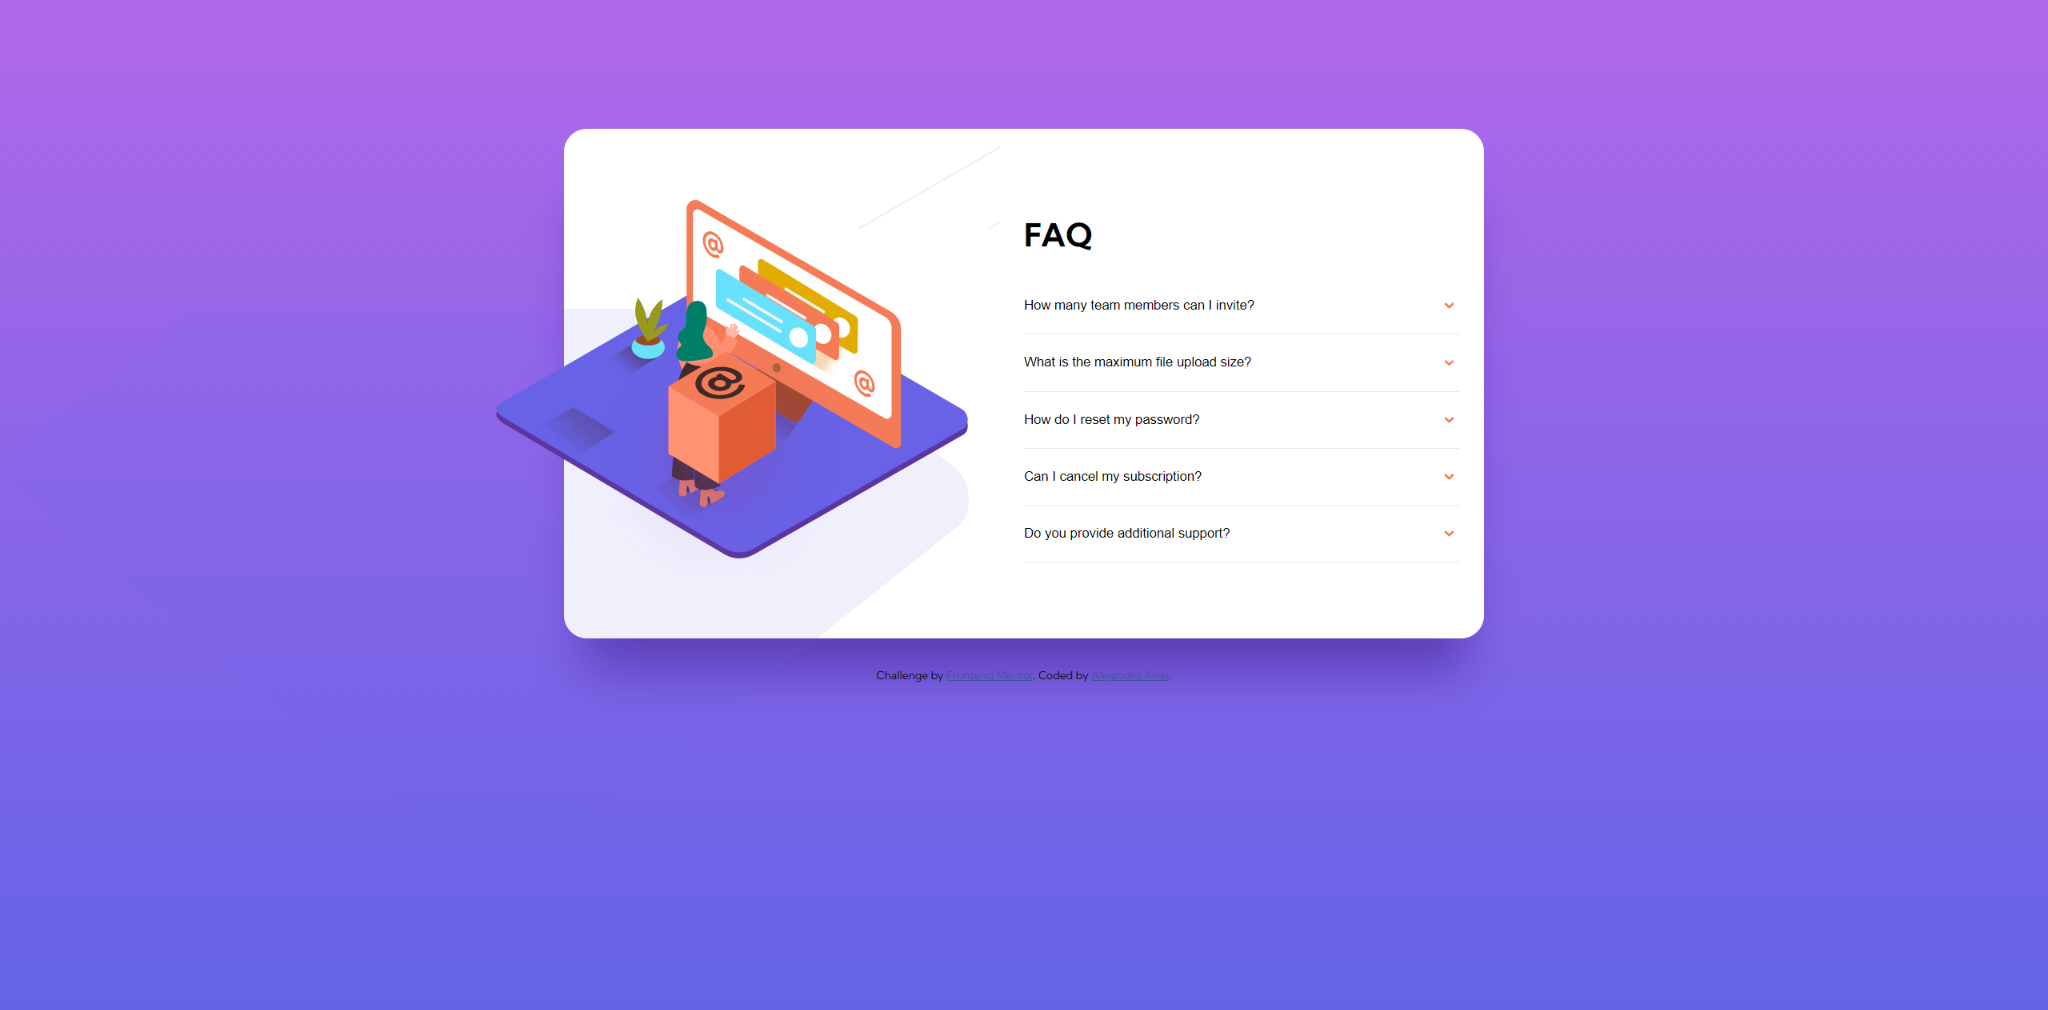 @
@
@
FAQ
How many team members can I invite?
What is the maximum file upload size?
How do I reset my password?
Can I cancel my subscription?
Do you provide additional support?
Challenge by Frontend Mentor. Coded by Alejandro Arias.